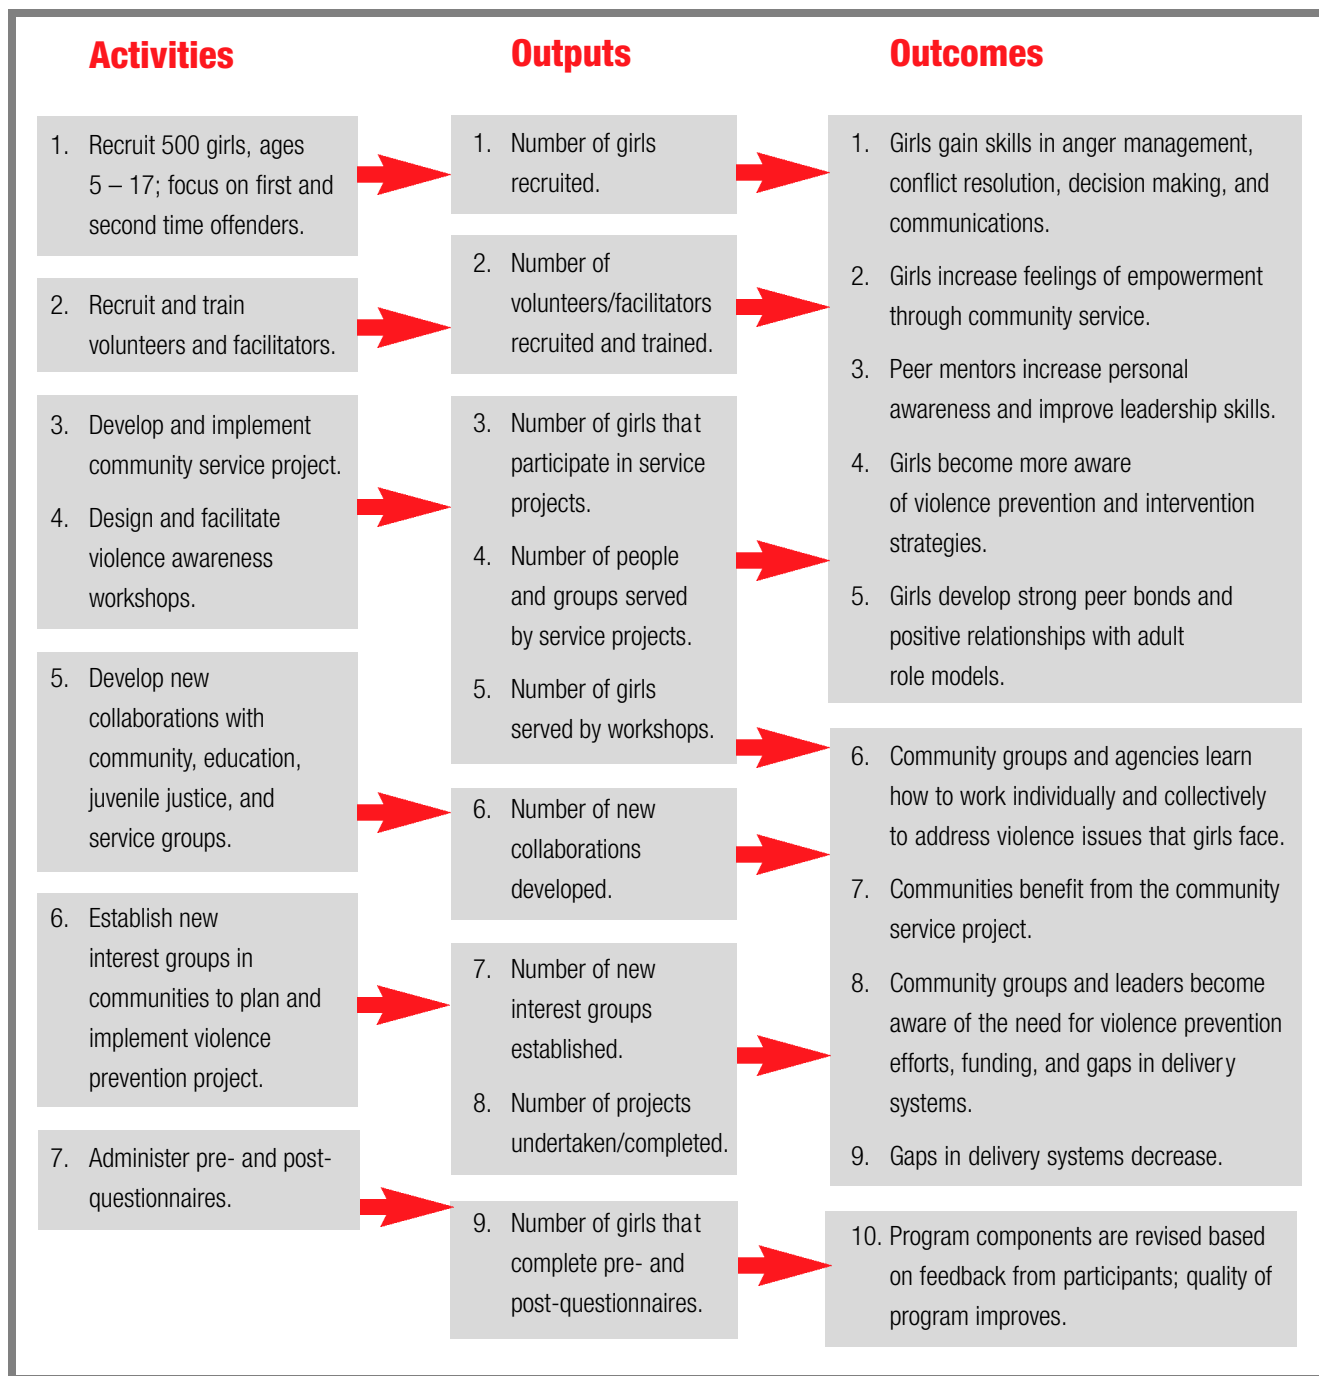 Activities
1. Recruit 500 girls, ages
5 – 17; focus on first and
second time offenders.
2. Recruit and train
volunteers and facilitators.
3. Develop and implement
community service project.
4. Design and facilitate
violence awareness
workshops.
5. Develop new
collaborations with
community, education,
juvenile justice, and
service groups.
6. Establish new
interest groups in
communities to plan and
implement violence
prevention project.
7. Administer pre- and post-
questionnaires.
Outputs
1. Number of girls
recruited.
2. Number of
volunteers/facilitators
recruited and trained.
3. Number of girls that
participate in service
projects.
4. Number of people
and groups served
by service projects.
5. Number of girls
served by workshops.
6. Number of new
collaborations
developed.
7. Number of new
interest groups
established.
8. Number of projects
undertaken/completed.
9. Number of girls that
complete pre- and
post-questionnaires.
Outcomes
1. Girls gain skills in anger management,
conflict resolution, decision making, and
communications.
2. Girls increase feelings of empowerment
through community service.
3. Peer mentors increase personal
awareness and improve leadership skills.
4. Girls become more aware
of violence prevention and intervention
strategies.
5. Girls develop strong peer bonds and
positive relationships with adult
role models.
6. Community groups and agencies learn
how to work individually and collectively
to address violence issues that girls face.
7. Communities benefit from the community
service project.
8. Community groups and leaders become
aware of the need for violence prevention
efforts, funding, and gaps in delivery
systems.
9. Gaps in delivery systems decrease.
10. Program components are revised based
on feedback from participants; quality of
program improves.